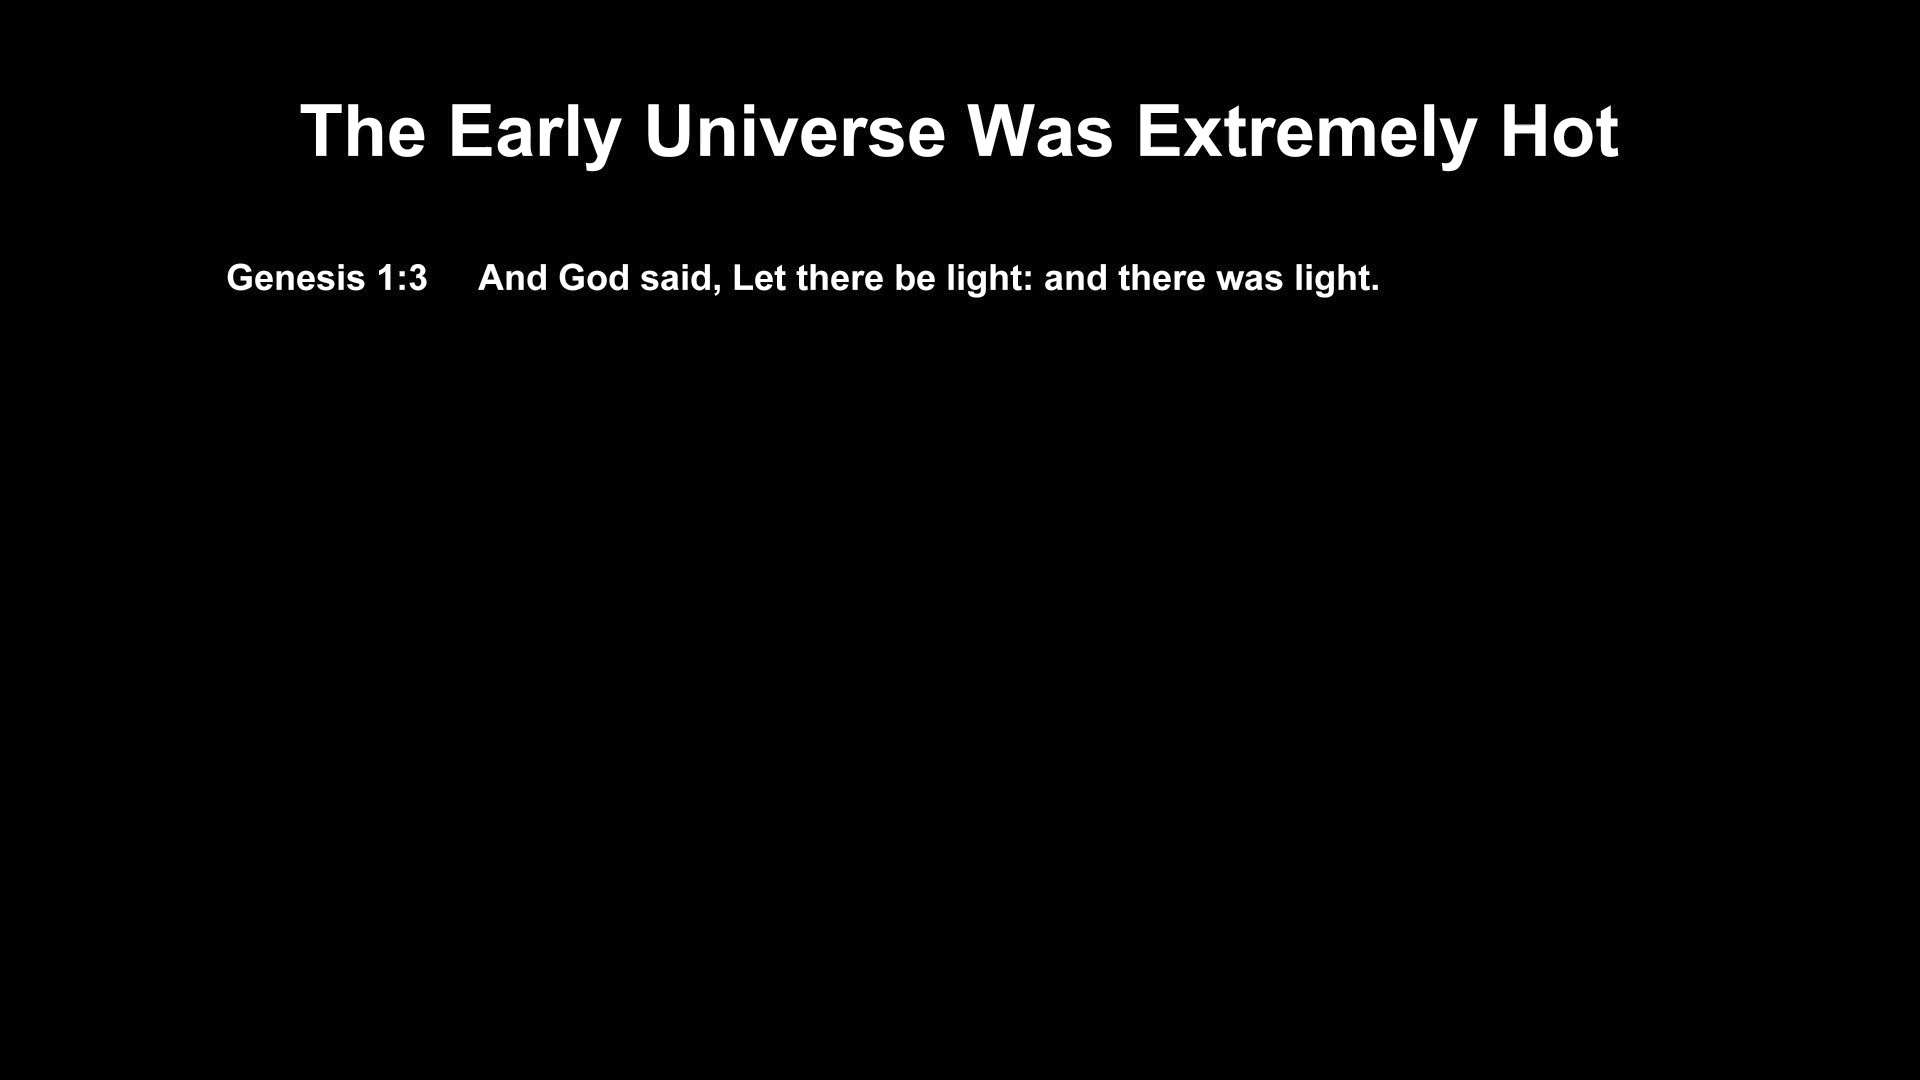 The Early Universe Was Extremely Hot
Genesis 1:3 And God said, Let there be light: and there was light.